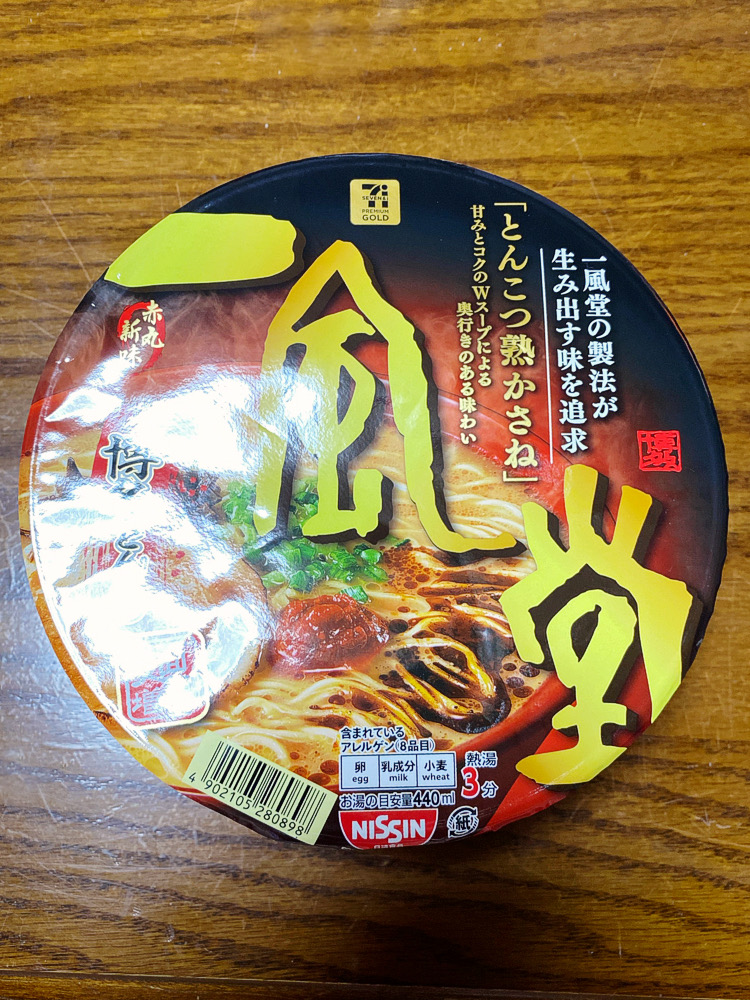 7i
SEVEN&i
PREMIUM
GOLD
一風堂の製法が
生み出す味を追求
「とんこつ熟かさね」
甘みとコクのWスープによる
奥行きのある味わい
一風堂
赤丸
新味
博多
含まれている
アレルゲン(8品目)
卵 乳成分 小麦
egg milk wheat
熱湯
3分
お湯の目安量440ml
4 902105 280898
NISSIN
日清食品
紙